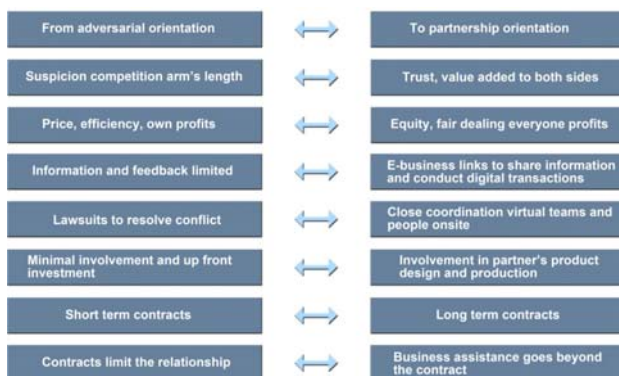 From adversarial orientation
To partnership orientation
Suspicion competition arm's length
Trust, value added to both sides
Price, efficiency, own profits
Equity, fair dealing everyone profits
Information and feedback limited
E-business links to share information
and conduct digital transactions
Lawsuits to resolve conflict
Close coordination virtual teams and
people onsite
Minimal involvement and up front
investment
Involvement in partner's product
design and production
Short term contracts
Long term contracts
Contracts limit the relationship
Business assistance goes beyond
the contract